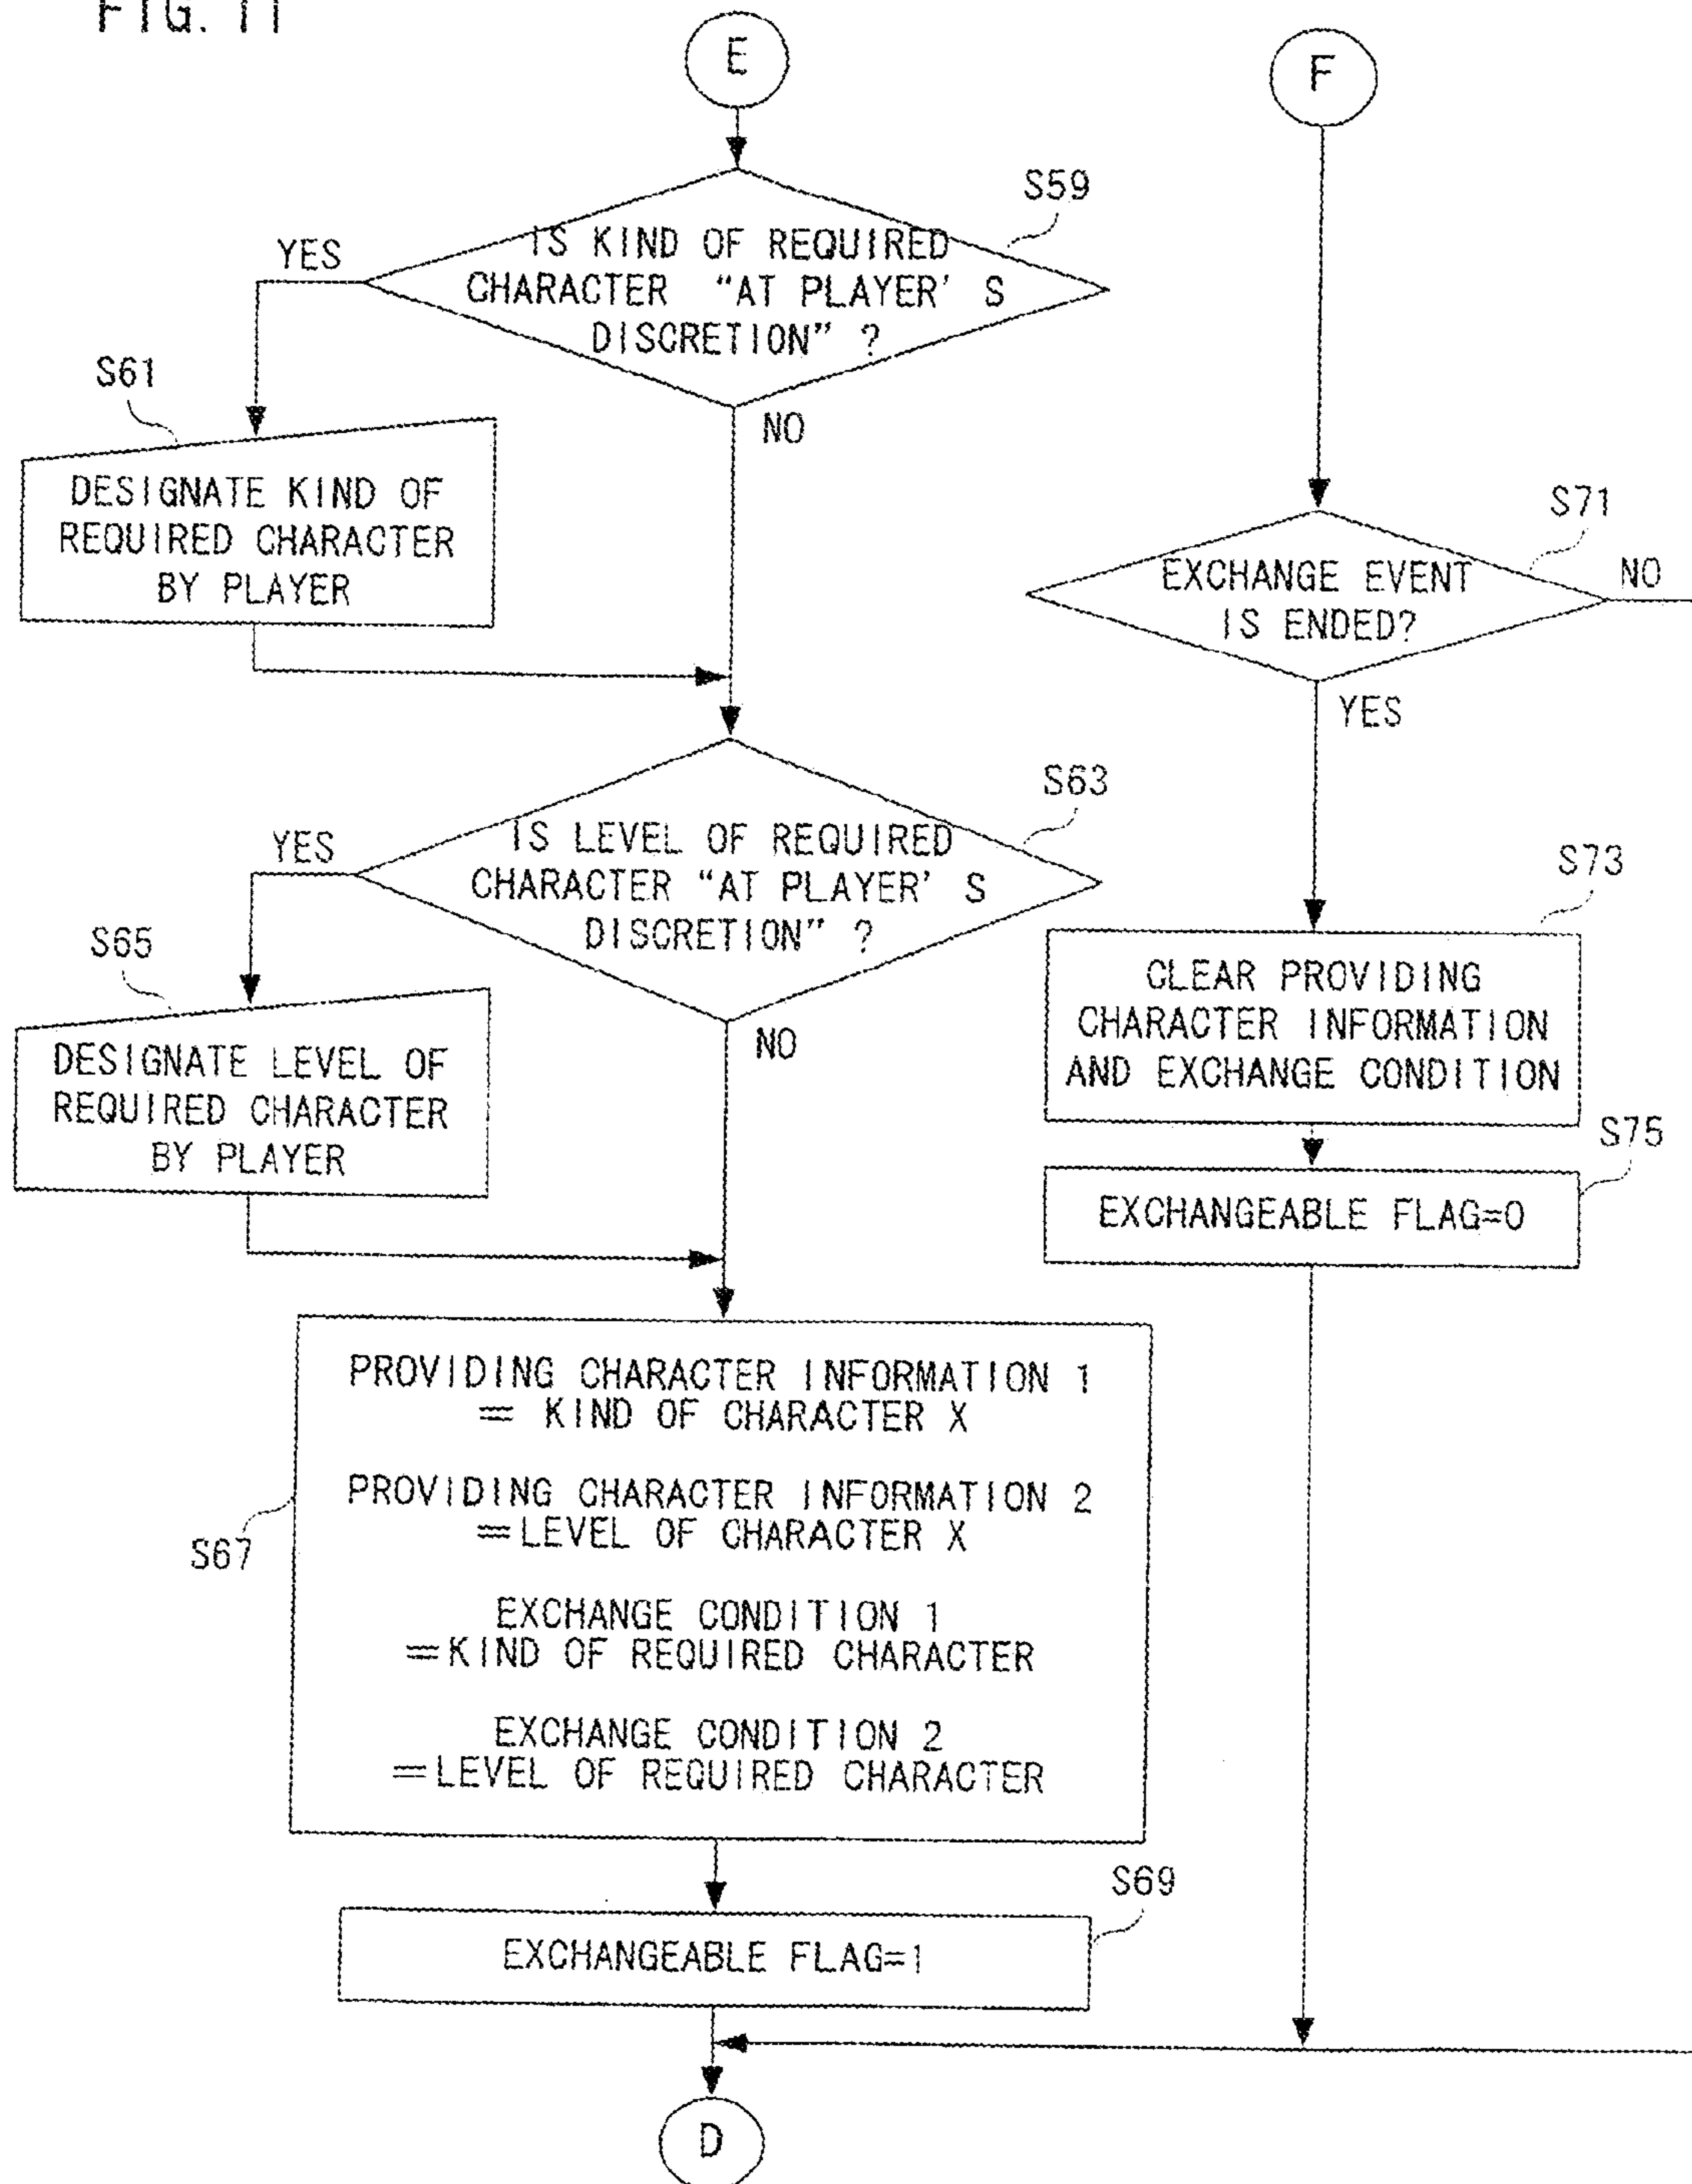 FIG. 11
E
S59
IS KIND OF REQUIRED
CHARACTER "AT PLAYER' S
DISCRETION" ?
YES
NO
S61
DESIGNATE KIND OF
REQUIRED CHARACTER
BY PLAYER
S63
IS LEVEL OF REQUIRED
CHARACTER "AT PLAYER' S
DISCRETION" ?
YES
NO
S65
DESIGNATE LEVEL OF
REQUIRED CHARACTER
BY PLAYER
S67
PROVIDING CHARACTER INFORMATION 1
= KIND OF CHARACTER X
PROVIDING CHARACTER INFORMATION 2
=LEVEL OF CHARACTER X
EXCHANGE CONDITION 1
=KIND OF REQUIRED CHARACTER
EXCHANGE CONDITION 2
=LEVEL OF REQUIRED CHARACTER
S69
EXCHANGEABLE FLAG=1
D
F
S71
EXCHANGE EVENT
IS ENDED?
NO
YES
S73
CLEAR PROVIDING
CHARACTER INFORMATION
AND EXCHANGE CONDITION
S75
EXCHANGEABLE FLAG=0